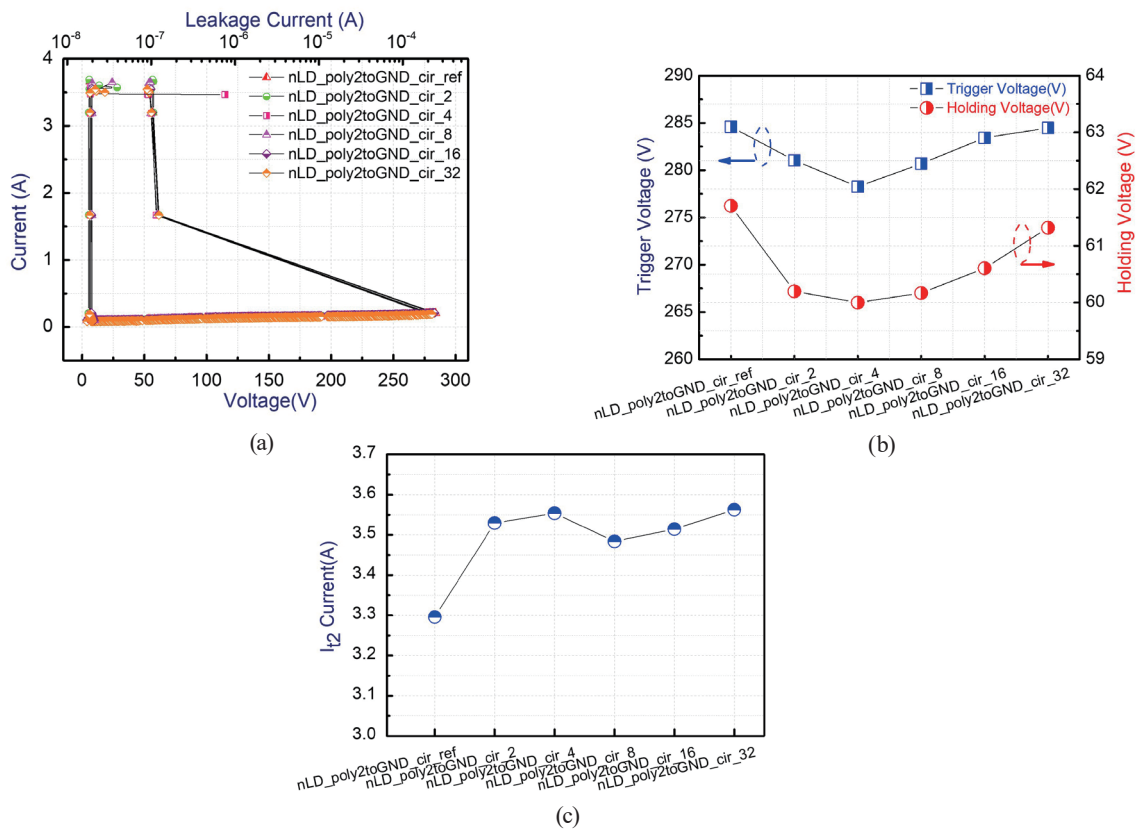 Leakage Current (A)
10-8 10-7 10-6 10-5 10-4
4
3
2
1
0
Current (A)
nLD_poly2toGND_cir_ref
nLD_poly2toGND_cir_2
nLD_poly2toGND_cir_4
nLD_poly2toGND_cir_8
nLD_poly2toGND_cir_16
nLD_poly2toGND_cir_32
0 50 100 150 200 250 300
Voltage(V)
(a)
290
285
280
275
270
265
260
Trigger Voltage (V)
Trigger Voltage(V)
Holding Voltage(V)
64
63
62
61
60
59
Holding Voltage (V)
nLD_poly2toGND_cir_ref
nLD_poly2toGND_cir_2
nLD_poly2toGND_cir_4
nLD_poly2toGND_cir_8
nLD_poly2toGND_cir_16
nLD_poly2toGND_cir_32
(b)
3.7
3.6
3.5
3.4
3.3
3.2
3.1
3.0
It2 Current(A)
nLD_poly2toGND_cir_ref
nLD_poly2toGND_cir_2
nLD_poly2toGND_cir_4
nLD_poly2toGND_cir_8
nLD_poly2toGND_cir_16
nLD_poly2toGND_cir_32
(c)